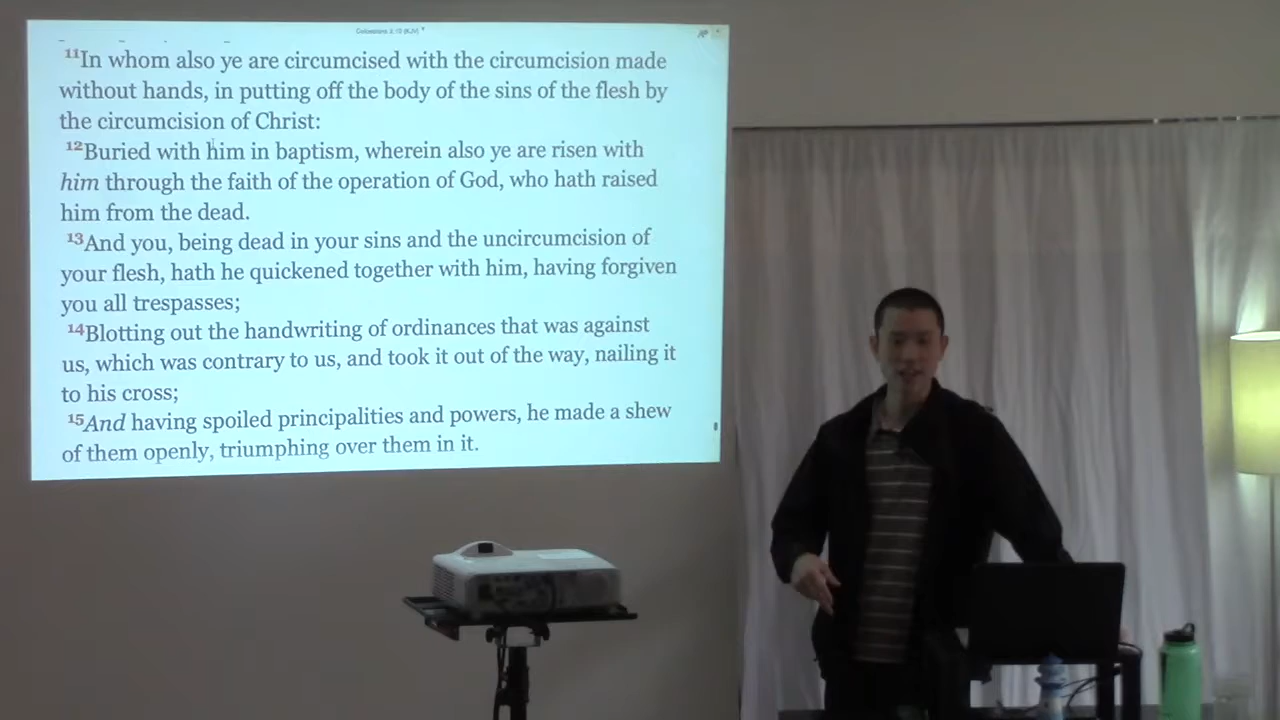 Colossians 2:10 (KJV)
¹¹In whom also ye are circumcised with the circumcision made
without hands, in putting off the body of the sins of the flesh by
the circumcision of Christ:
¹²Buried with him in baptism, wherein also ye are risen with
him through the faith of the operation of God, who hath raised
him from the dead.
¹³And you, being dead in your sins and the uncircumcision of
your flesh, hath he quickened together with him, having forgiven
you all trespasses;
¹⁴Blotting out the handwriting of ordinances that was against
us, which was contrary to us, and took it out of the way, nailing it
to his cross;
¹⁵And having spoiled principalities and powers, he made a shew
of them openly, triumphing over them in it.